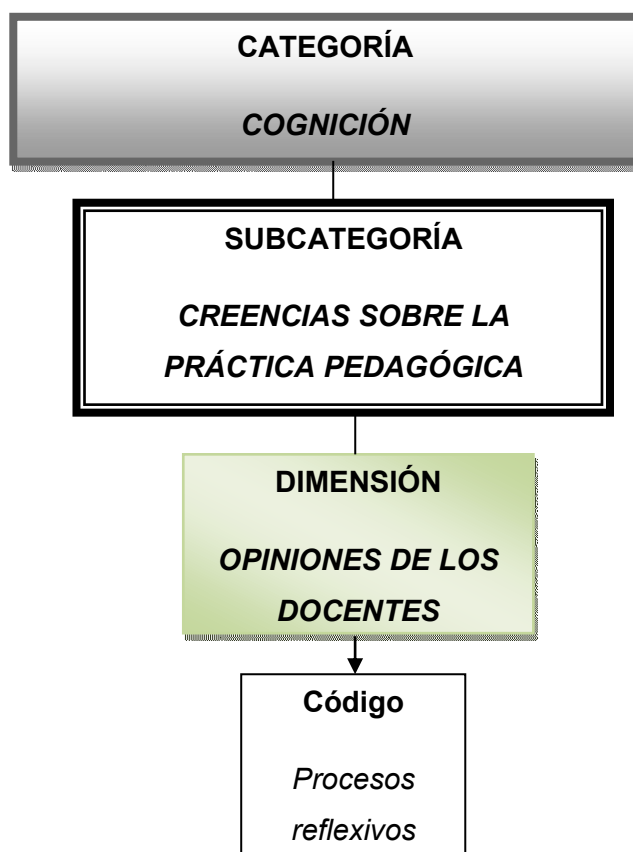 CATEGORÍA
COGNICIÓN
SUBCATEGORÍA
CREENCIAS SOBRE LA
PRÁCTICA PEDAGÓGICA
DIMENSIÓN
OPINIONES DE LOS
DOCENTES
Código
Procesos
reflexivos